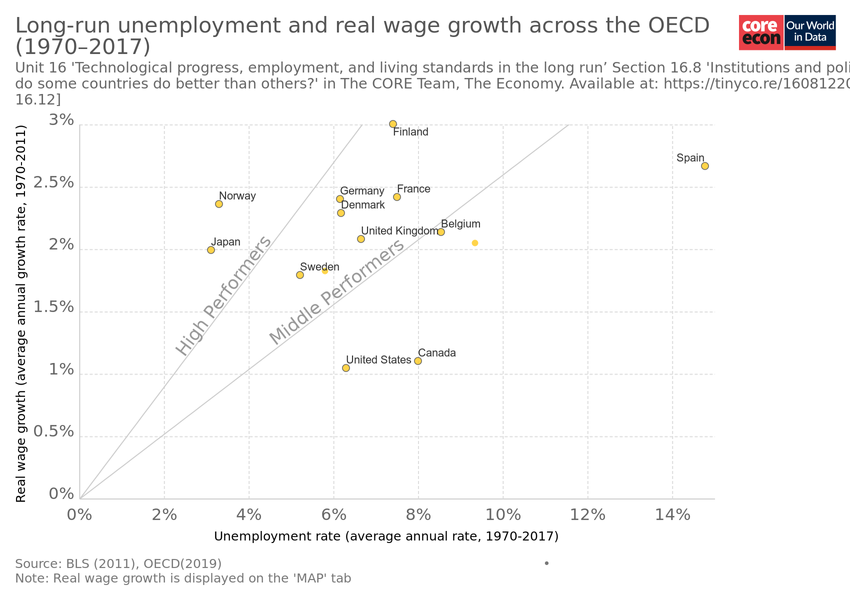 Long-run unemployment and real wage growth across the OECD
(1970–2017)
core
econ
Our World
in Data
Unit 16 'Technological progress, employment, and living standards in the long run’ Section 16.8 'Institutions and poli
do some countries do better than others?' in The CORE Team, The Economy. Available at: https://tinyco.re/16081220
16.12]
Real wage growth (average annual growth rate, 1970-2011)
3%
2.5%
2%
1.5%
1%
0.5%
0%
Finland
Spain
Norway
Germany
France
Denmark
Belgium
United Kingdom
Japan
Sweden
High Performers
Middle Performers
Canada
United States
0%
2%
4%
6%
8%
10%
12%
14%
Unemployment rate (average annual rate, 1970-2017)
Source: BLS (2011), OECD(2019)
Note: Real wage growth is displayed on the 'MAP' tab